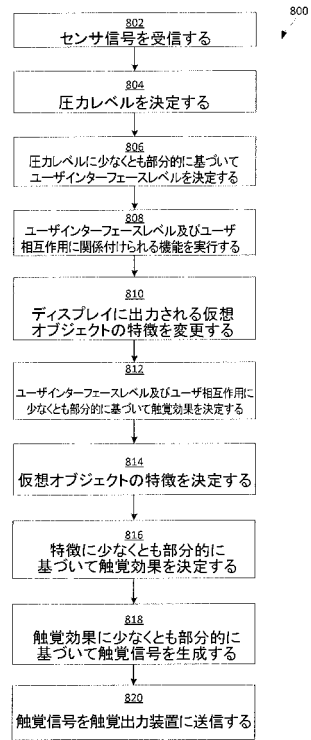 800
802
センサ信号を受信する
804
圧力レベルを決定する
806
圧力レベルに少なくとも部分的に基づいて
ユーザインターフェースレベルを決定する
808
ユーザインターフェースレベル及びユーザ
相互作用に関係付けられる機能を実行する
810
ディスプレイに出力される仮想
オブジェクトの特徴を変更する
812
ユーザインターフェースレベル及びユーザ相互作用に
少なくとも部分的に基づいて触覚効果を決定する
814
仮想オブジェクトの特徴を決定する
816
特徴に少なくとも部分的に
基づいて触覚効果を決定する
818
触覚効果に少なくとも部分的に
基づいて触覚信号を生成する
820
触覚信号を触覚出力装置に送信する